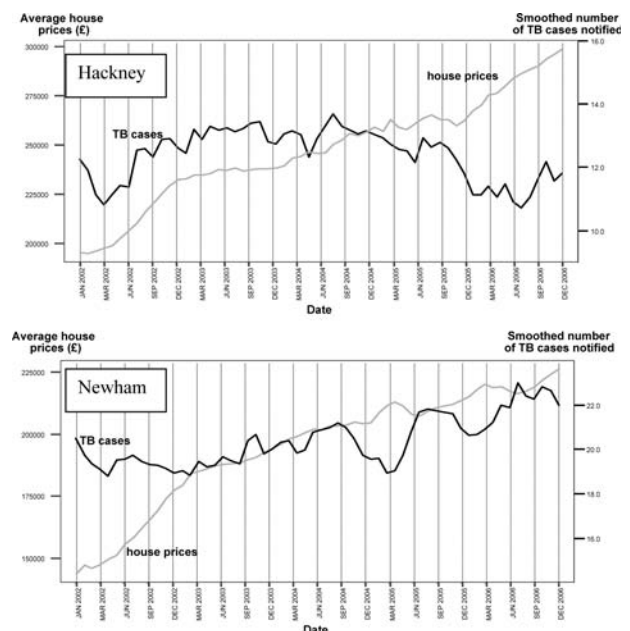 Average house
prices (£)
Smoothed number
of TB cases notified
Hackney
house prices
TB cases
300000
275000
250000
225000
200000
16.0
14.0
12.0
10.0
JAN 2002
MAR 2002
JUN 2002
SEP 2002
DEC 2002
MAR 2003
JUN 2003
SEP 2003
DEC 2003
MAR 2004
JUN 2004
SEP 2004
DEC 2004
MAR 2005
JUN 2005
SEP 2005
DEC 2005
MAR 2006
JUN 2006
SEP 2006
DEC 2006
Date
Average house
prices (£)
Smoothed number
of TB cases notified
Newham
TB cases
house prices
225000
200000
175000
150000
22.0
20.0
18.0
16.0
JAN 2002
MAR 2002
JUN 2002
SEP 2002
DEC 2002
MAR 2003
JUN 2003
SEP 2003
DEC 2003
MAR 2004
JUN 2004
SEP 2004
DEC 2004
MAR 2005
JUN 2005
SEP 2005
DEC 2005
MAR 2006
JUN 2006
SEP 2006
DEC 2006
Date